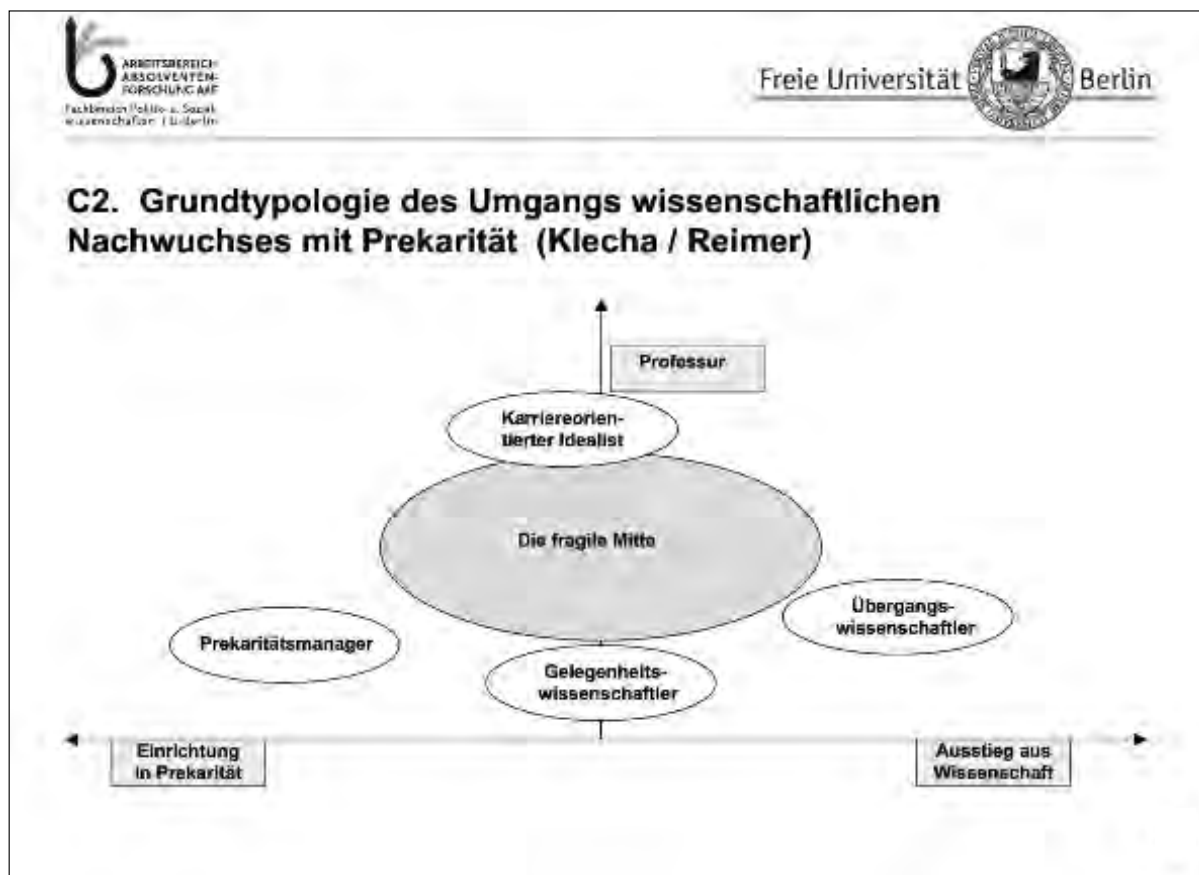 ARBEITSBEREICH
ABSOLVENTEN-
FORSCHUNG
Freie Universität Berlin
C2. Grundtypologie des Umgangs wissenschaftlichen
Nachwuchses mit Prekarität (Klecha / Reimer)
Professur
Karriereorien-
tierter Idealist
Die fragile Mitte
Übergangs-
wissenschaftler
Prekaritätsmanager
Gelegenheits-
wissenschaftler
Einrichtung
in Prekarität
Ausstieg aus
Wissenschaft